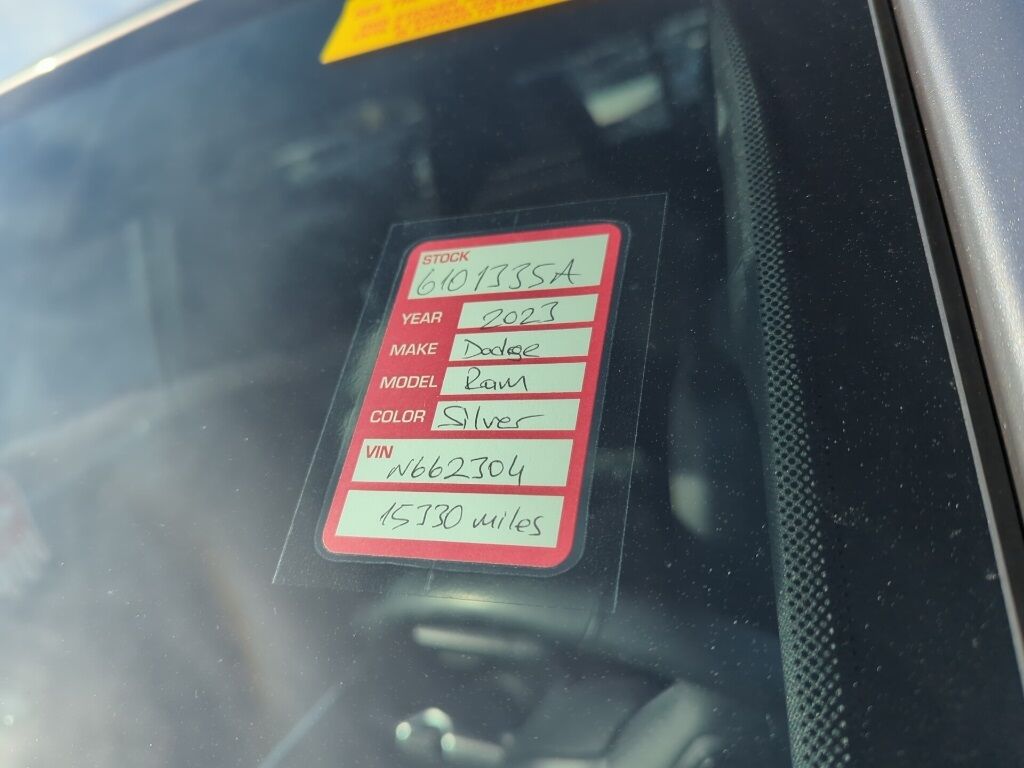 STOCK
6101335A
YEAR 2023
MAKE Dodge
MODEL Ram
COLOR Silver
VIN
N662304
15330 miles